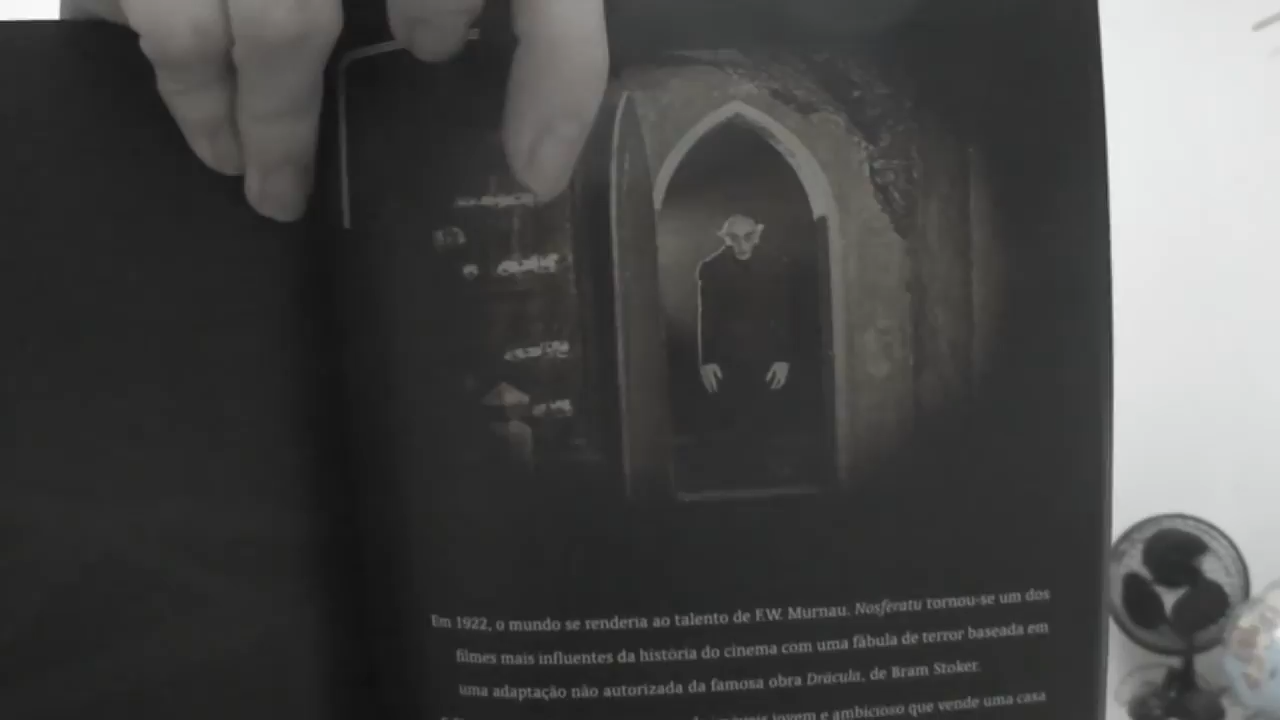 Em 1922, o mundo se renderia ao talento de F.W. Murnau. Nosferatu tornou-se um dos
filmes mais influentes da história do cinema com uma fábula de terror baseada em
uma adaptação não autorizada da famosa obra Drácula, de Bram Stoker.
jovem e ambicioso que vende uma casa